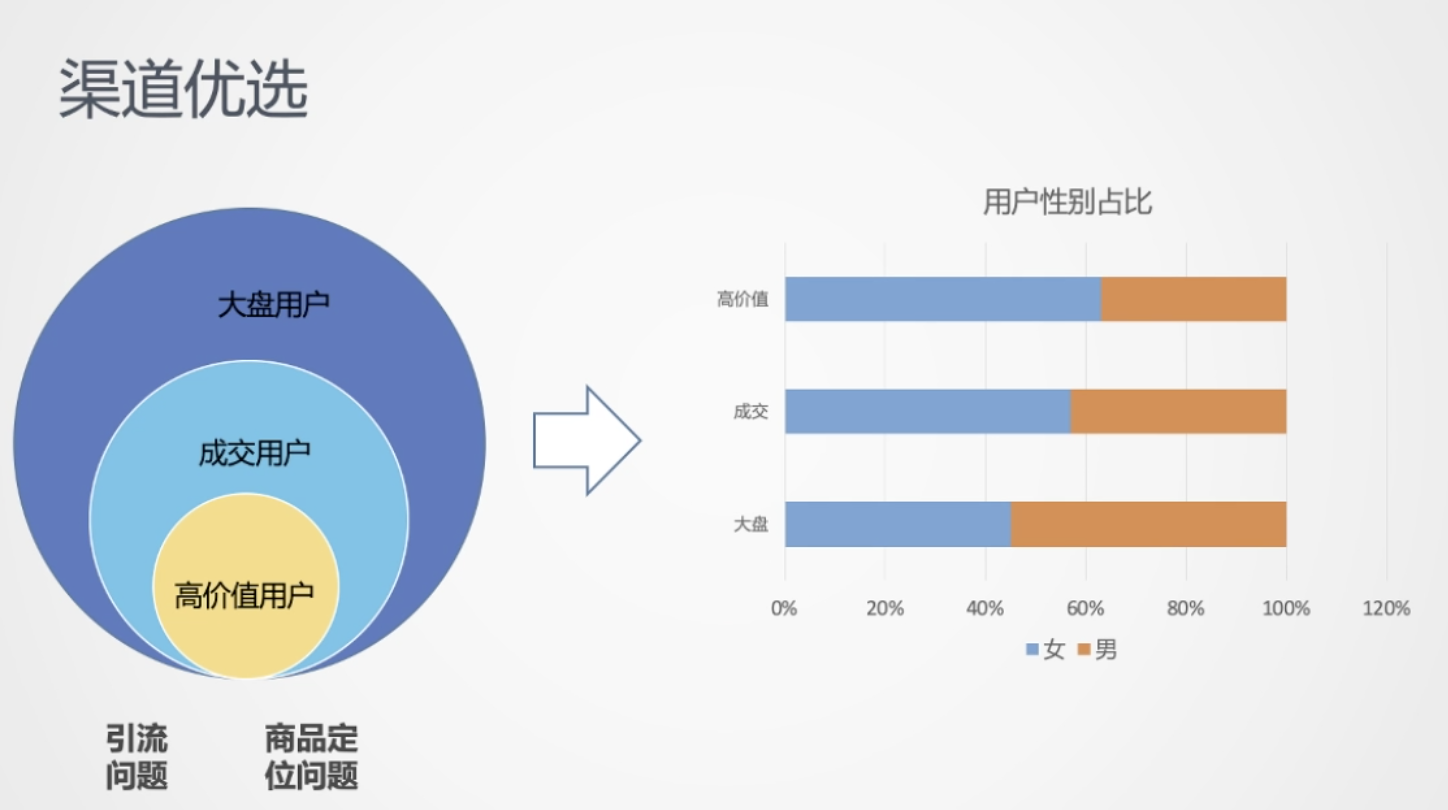 渠道优选
大盘用户
成交用户
高价值用户
引流
问题
商品定
位问题
用户性别占比
高价值
成交
大盘
0% 20% 40% 60% 80% 100% 120%
女 男